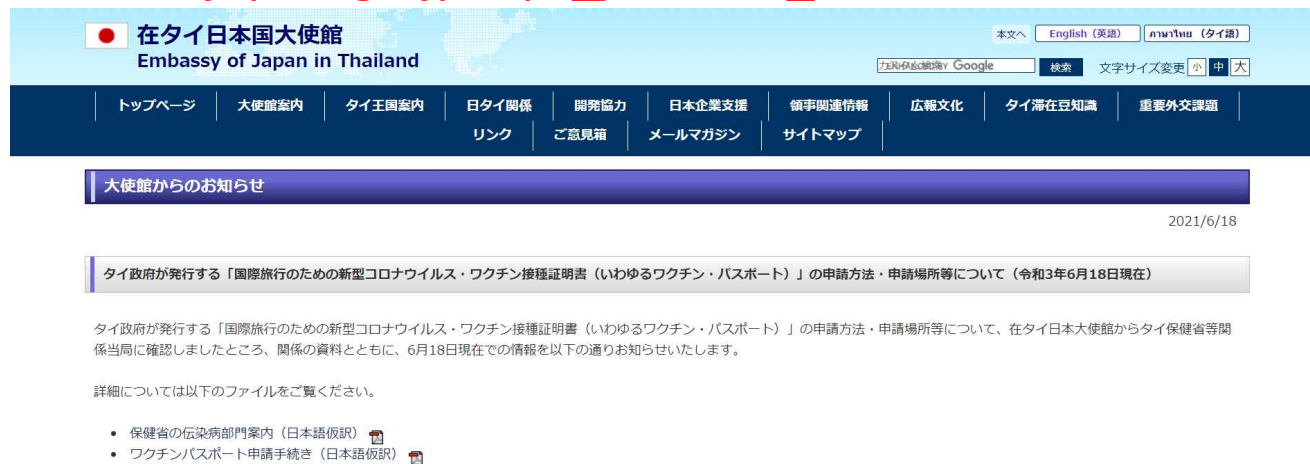 在タイ日本国大使館
Embassy of Japan in Thailand
本文へ English（英語） ภาษาไทย（タイ語）
Google 検索 文字サイズ変更 小 中 大
トップページ 大使館案内 タイ王国案内 日タイ関係 開発協力 日本企業支援 領事関連情報 広報文化 タイ滞在豆知識 重要外交課題
リンク ご意見箱 メールマガジン サイトマップ
大使館からのお知らせ
2021/6/18
タイ政府が発行する「国際旅行のための新型コロナウイルス・ワクチン接種証明書（いわゆるワクチン・パスポート）」の申請方法・申請場所等について（令和3年6月18日現在）
タイ政府が発行する「国際旅行のための新型コロナウイルス・ワクチン接種証明書（いわゆるワクチン・パスポート）」の申請方法・申請場所等について、在タイ日本大使館からタイ保健省等関
係当局に確認しましたところ、関係の資料とともに、6月18日現在での情報を以下の通りお知らせいたします。
詳細については以下のファイルをご覧ください。
• 保健省の伝染病部門案内（日本語仮訳）
• ワクチンパスポート申請手続き（日本語仮訳）